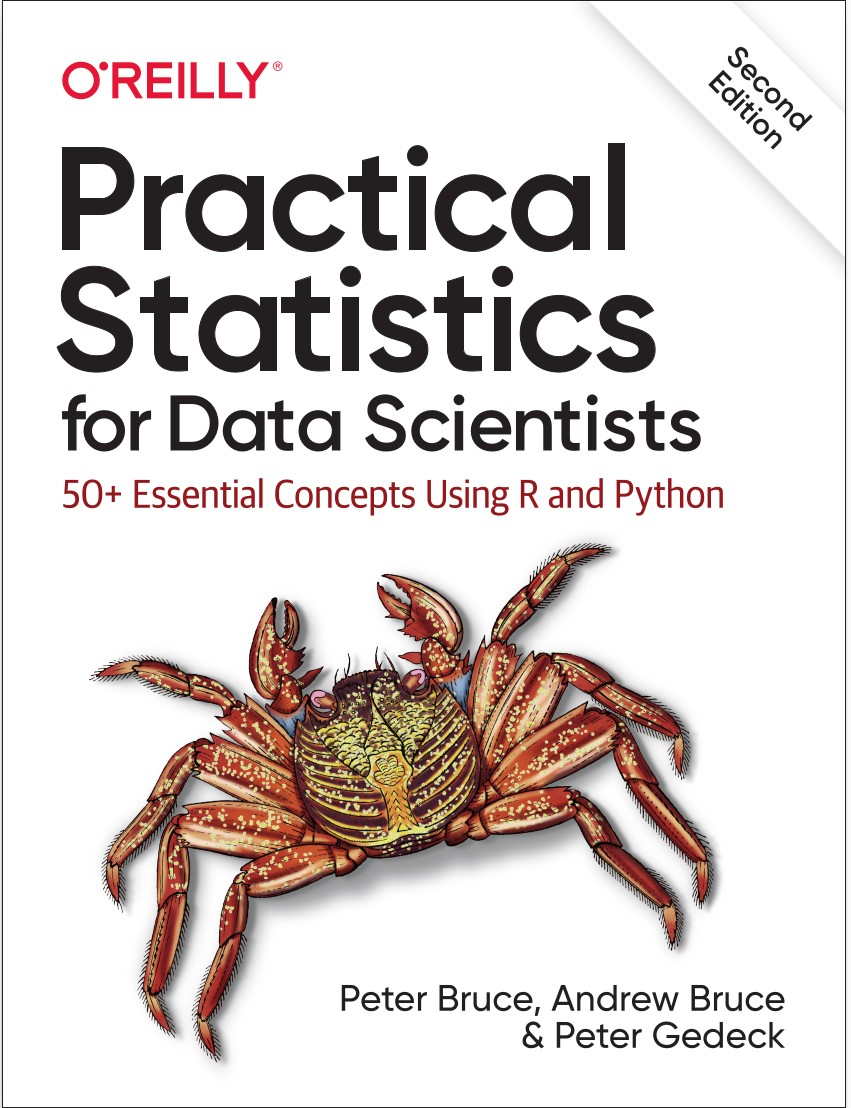 O'REILLY®
Second
Edition
Practical
Statistics
for Data Scientists
50+ Essential Concepts Using R and Python
Peter Bruce, Andrew Bruce
& Peter Gedeck